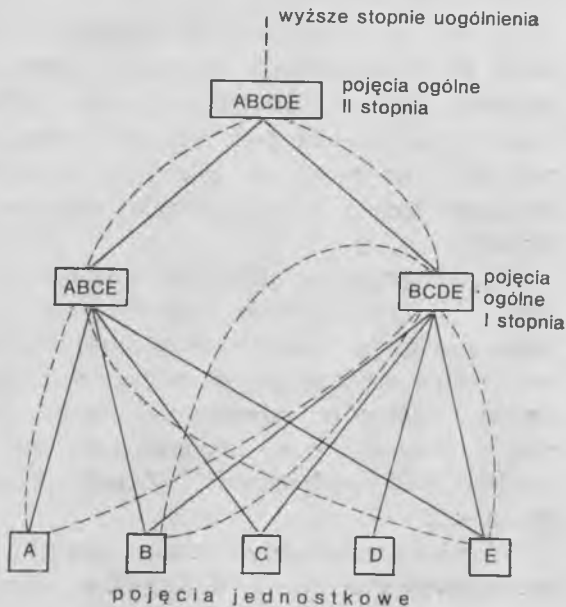 wyższe stopnie uogólnienia
ABCDE
pojęcia ogólne
II stopnia
ABCE
BCDE
pojęcia
ogólne
I stopnia
A
B
C
D
E
pojęcia jednostkowe